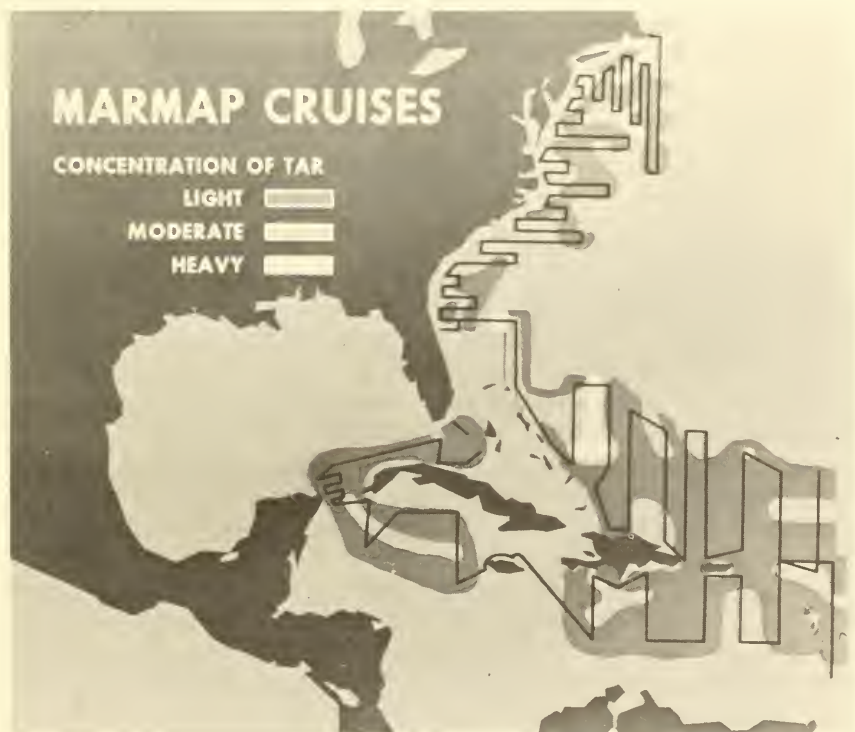 MARMAP CRUISES
CONCENTRATION OF TAR
LIGHT
MODERATE
HEAVY